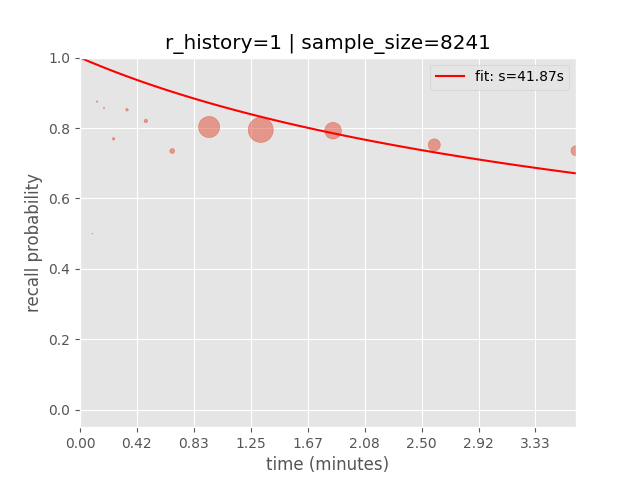 r_history=1 | sample_size=8241
fit: s=41.87s
1.0
0.8
0.6
0.4
0.2
0.0
recall probability
0.00 0.42 0.83 1.25 1.67 2.08 2.50 2.92 3.33
time (minutes)